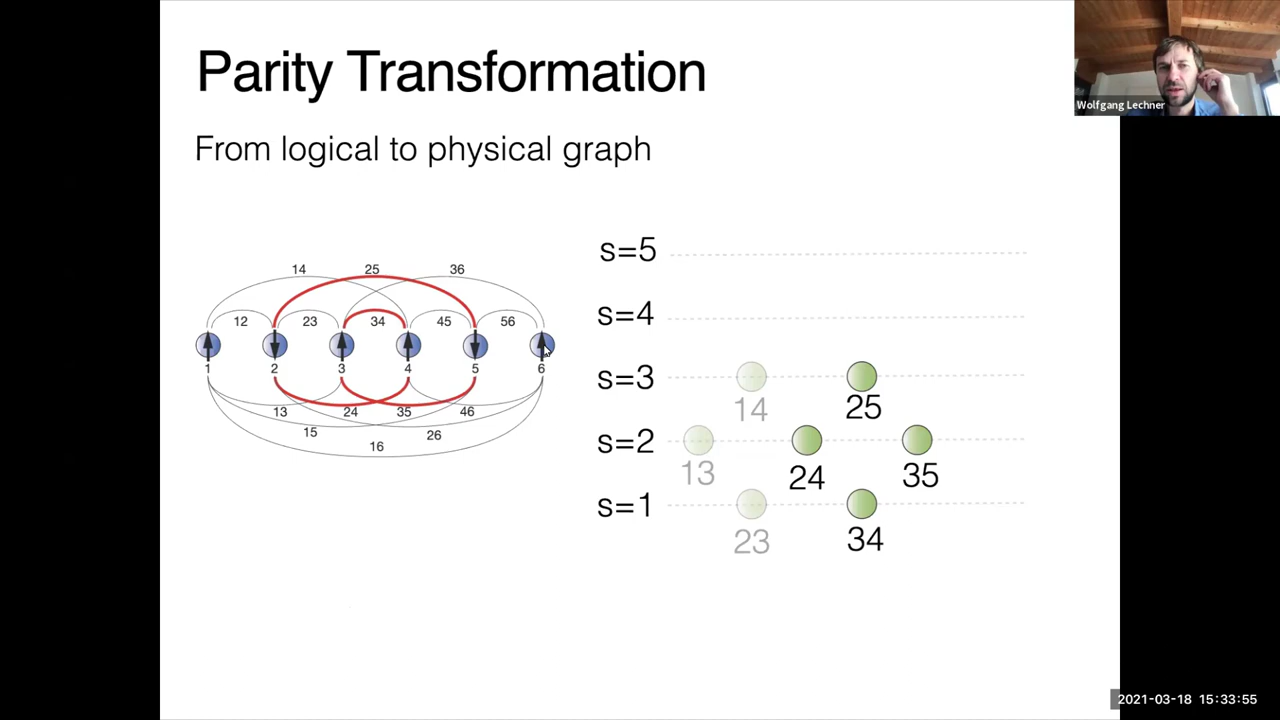 Parity Transformation
From logical to physical graph
Wolfgang Lechner
14 25 36
12 23 34 45 56
1 2 3 4 5 6
13 24 35 46
15 26
16
s=5
s=4
s=3
14 25
s=2
13 24 35
s=1
23 34
2021-03-18 15:33:55